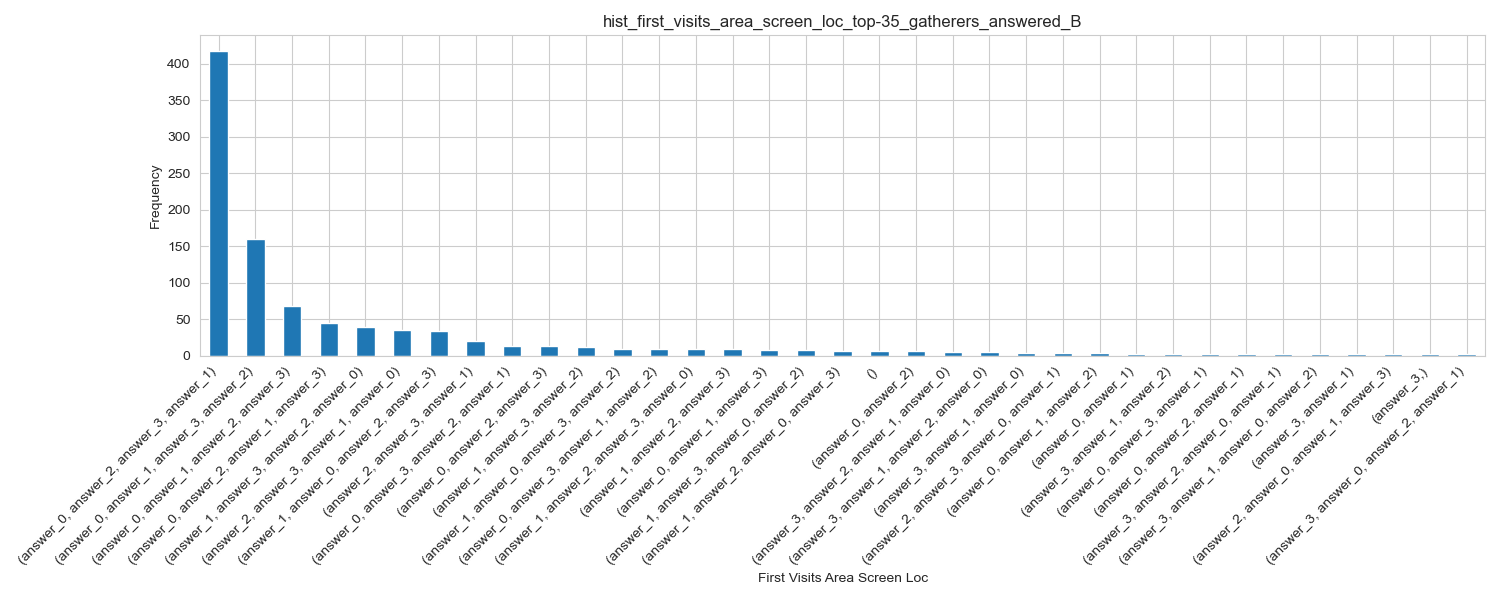 hist_first_visits_area_screen_loc_top-35_gatherers_answered_B
Frequency
400
350
300
250
200
150
100
50
0
(answer_0, answer_2, answer_3, answer_1)
(answer_0, answer_1, answer_3, answer_2)
(answer_0, answer_1, answer_2, answer_3)
(answer_0, answer_2, answer_1, answer_3)
(answer_1, answer_3, answer_2, answer_0)
(answer_2, answer_3, answer_1, answer_0)
(answer_1, answer_0, answer_2, answer_3)
(answer_2, answer_3, answer_1)
(answer_0, answer_3, answer_2, answer_1)
(answer_0, answer_2, answer_3)
(answer_1, answer_3, answer_2)
(answer_1, answer_0, answer_3, answer_2)
(answer_0, answer_3, answer_1, answer_2)
(answer_1, answer_2, answer_3, answer_0)
(answer_1, answer_2, answer_3)
(answer_0, answer_1, answer_3)
(answer_1, answer_3, answer_0, answer_2)
(answer_1, answer_2, answer_0, answer_3)
()
(answer_0, answer_2)
(answer_3, answer_2, answer_1, answer_0)
(answer_3, answer_1, answer_2, answer_0)
(answer_3, answer_1, answer_0)
(answer_2, answer_3, answer_0, answer_1)
(answer_0, answer_1, answer_2)
(answer_0, answer_1)
(answer_3, answer_1, answer_2)
(answer_0, answer_3, answer_1)
(answer_0, answer_2, answer_1)
(answer_3, answer_2, answer_0, answer_1)
(answer_3, answer_1, answer_0, answer_2)
(answer_3, answer_1)
(answer_2, answer_0, answer_1, answer_3)
(answer_3,)
(answer_3, answer_0, answer_2, answer_1)
First Visits Area Screen Loc